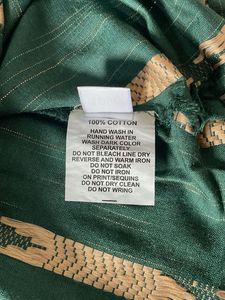 100% COTTON
HAND WASH IN
RUNNING WATER
WASH DARK COLOR
SEPARATELY
DO NOT BLEACH LINE DRY
REVERSE AND WARM IRON
DO NOT SOAK
DO NOT IRON
ON PRINT/SEQUINS
DO NOT DRY CLEAN
DO NOT WRING